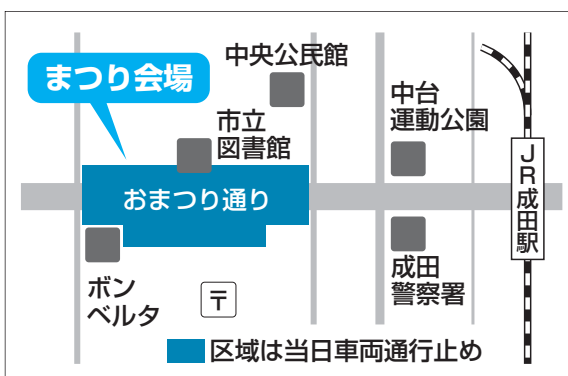 まつり会場
中央公民館
市立
図書館
中台
運動公園
おまつり通り
JR成田駅
ボン
ベルタ
〒
成田
警察署
区域は当日車両通行止め